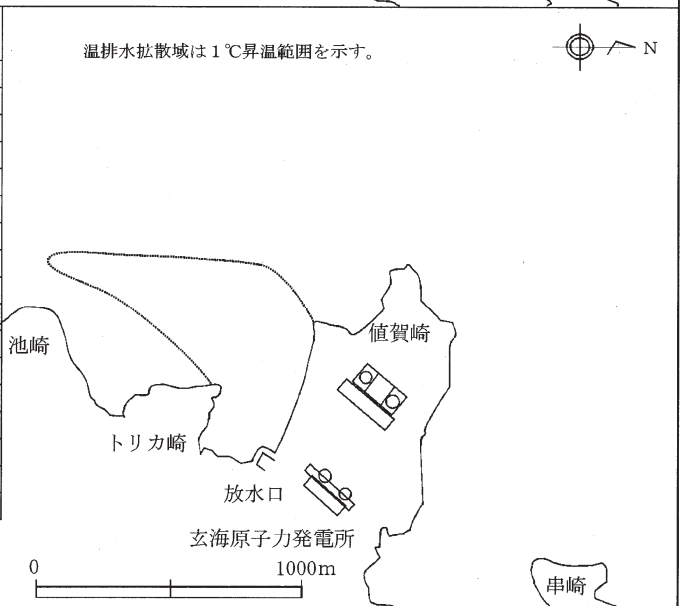 温排水拡散域は1℃昇温範囲を示す。
N
値賀崎
池崎
トリカ崎
放水口
玄海原子力発電所
0
1000m
串崎